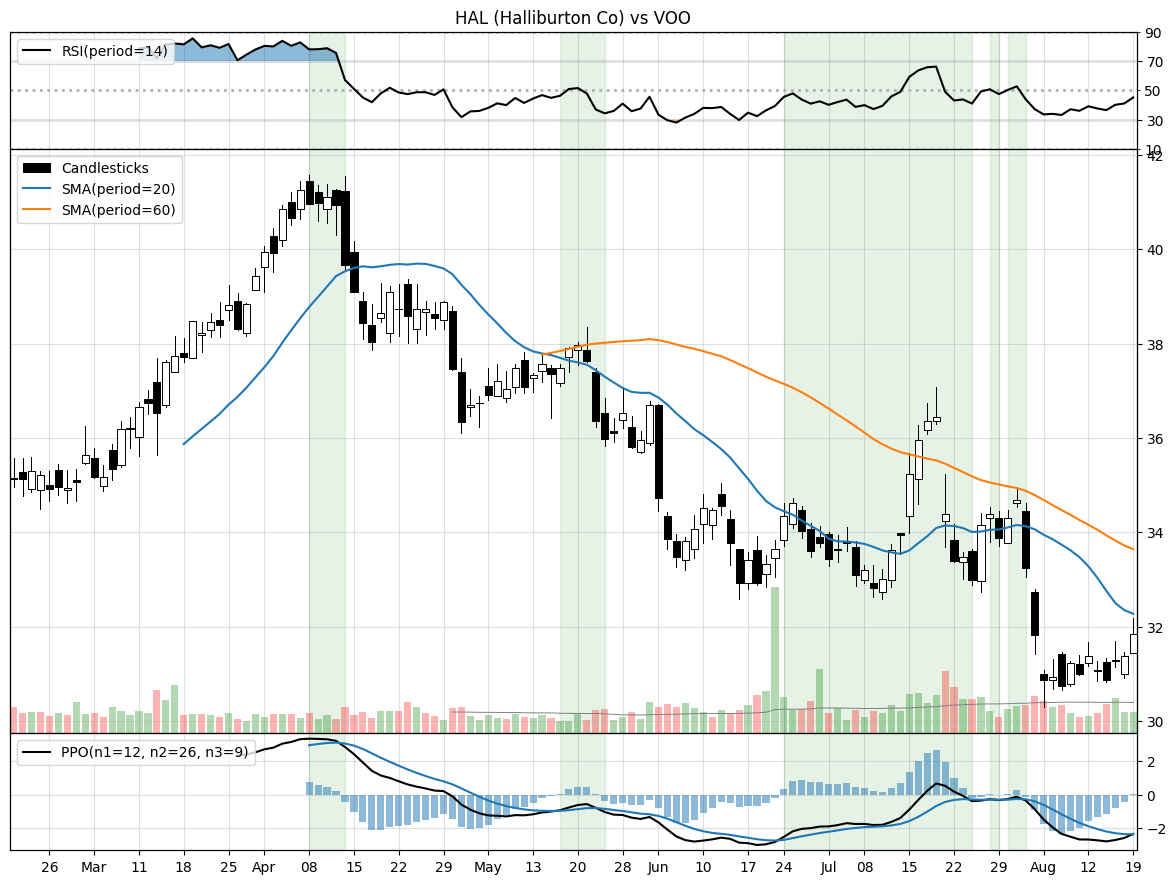 HAL (Halliburton Co) vs VOO
RSI(period=14)
90
70
50
30
10
Candlesticks
SMA(period=20)
SMA(period=60)
42
40
38
36
34
32
30
PPO(n1=12, n2=26, n3=9)
2
0
−2
26 Mar 11 18 25 Apr 08 15 22 29 May 13 20 28 Jun 10 17 24 Jul 08 15 22 29 Aug 12 19